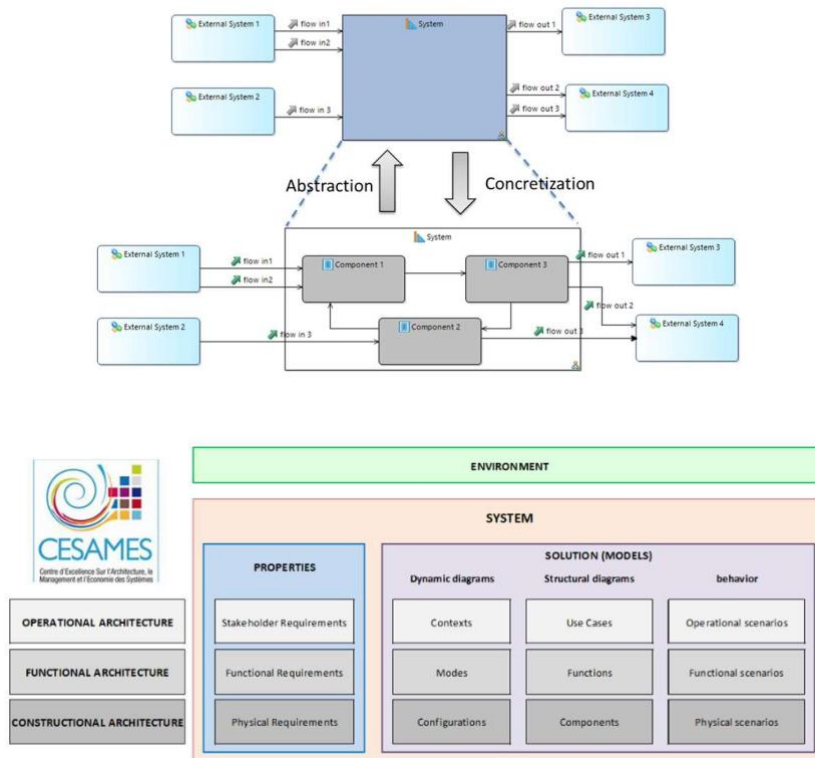 External System 1
flow in1
flow in2
System
flow out 1
External System 3
External System 2
flow in 3
flow out 2
External System 4
flow out 3
Abstraction
Concretization
System
External System 1
flow in1
flow in2
Component 1
Component 3
flow out 1
External System 3
flow out 2
External System 2
flow in 3
Component 2
flow out 3
External System 4
ENVIRONMENT
SYSTEM
CESAMES
Centre d'Excellence Sur l'Architecture, le
Management et l'Economie des Systèmes
PROPERTIES
SOLUTION (MODELS)
Dynamic diagrams
Structural diagrams
behavior
OPERATIONAL ARCHITECTURE
Stakeholder Requirements
Contexts
Use Cases
Operational scenarios
FUNCTIONAL ARCHITECTURE
Functional Requirements
Modes
Functions
Functional scenarios
CONSTRUCTIONAL ARCHITECTURE
Physical Requirements
Configurations
Components
Physical scenarios